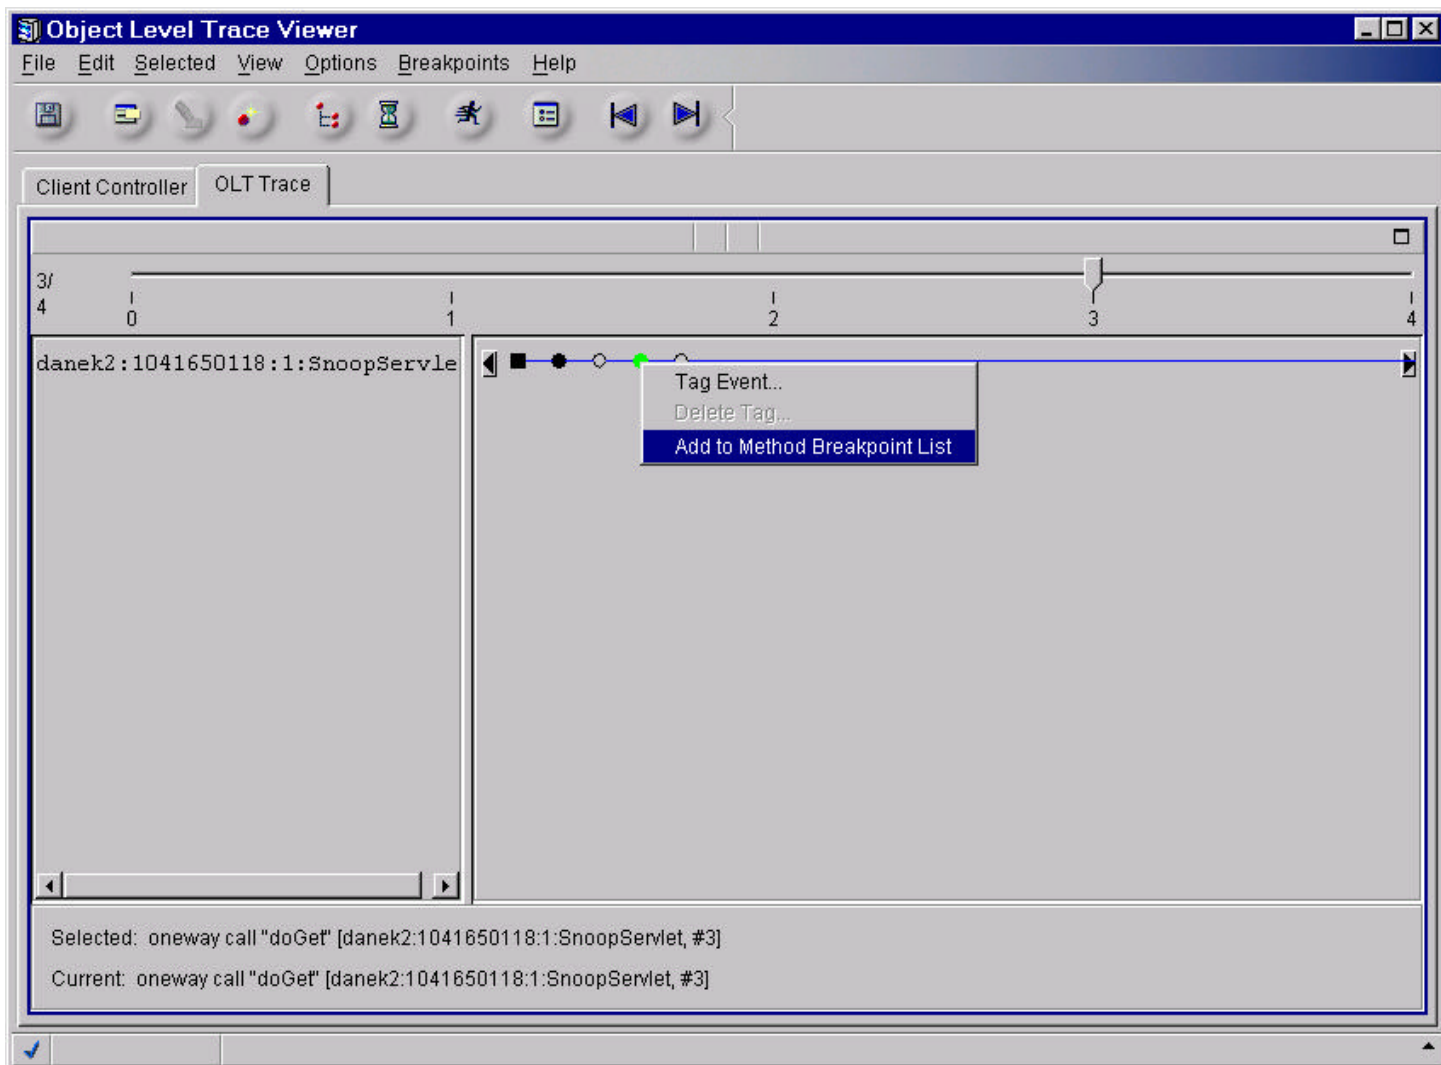 Object Level Trace Viewer
File Edit Selected View Options Breakpoints Help
Client Controller OLT Trace
3/
4
0 1 2 3 4
danek2:1041650118:1:SnoopServle
Tag Event...
Delete Tag...
Add to Method Breakpoint List
Selected: oneway call "doGet" [danek2:1041650118:1:SnoopServlet, #3]
Current: oneway call "doGet" [danek2:1041650118:1:SnoopServlet, #3]